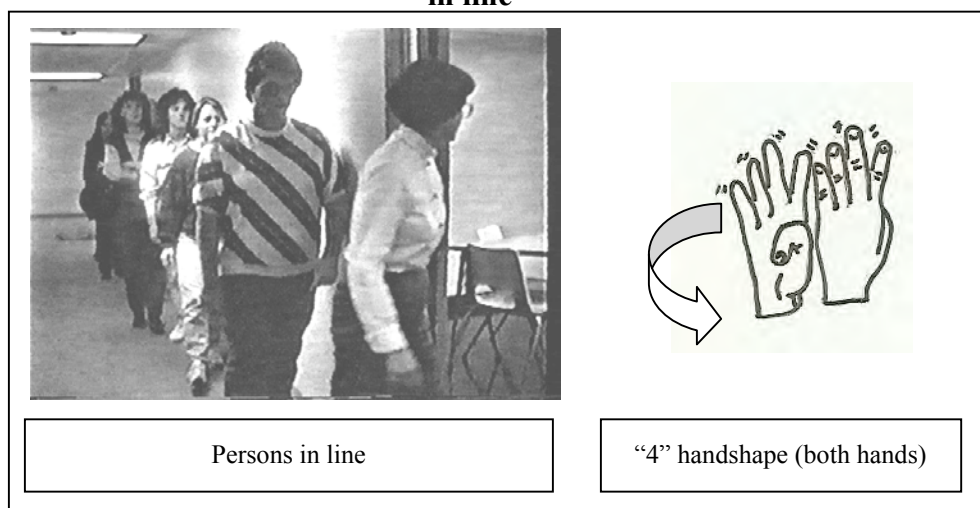 in line
Persons in line
“4” handshape (both hands)